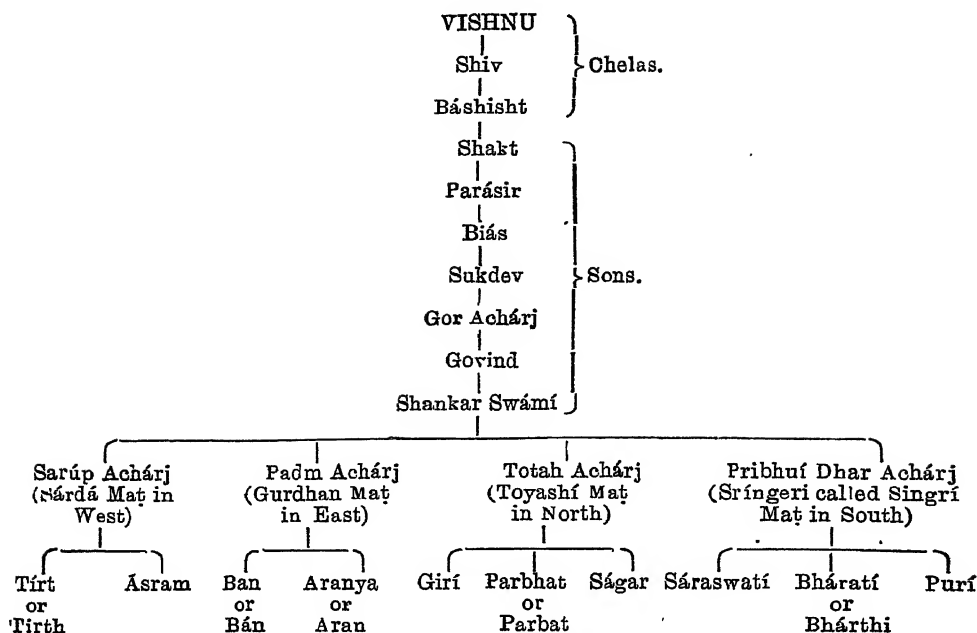 VISHNU
Shiv
Chelas.
Báshisht
Shakt
Parásir
Biás
Sukdev
Sons.
Gor Achárj
Govind
Shankar Swámí
Sarúp Achárj
(Sárdá Maṭ in
West)
Padm Achárj
(Gurdhan Maṭ
in East)
Totah Achárj
(Toyashí Maṭ
in North)
Pribhuí Dhar Achárj
(Sríngeri called Singrí
Maṭ in South)
Tírt
or
Tirth
Ásram
Ban
or
Bán
Aranya
or
Aran
Girí
Parbhat
or
Parbat
Ságar
Sáraswatí
Bháratí
or
Bhárthi
Purí